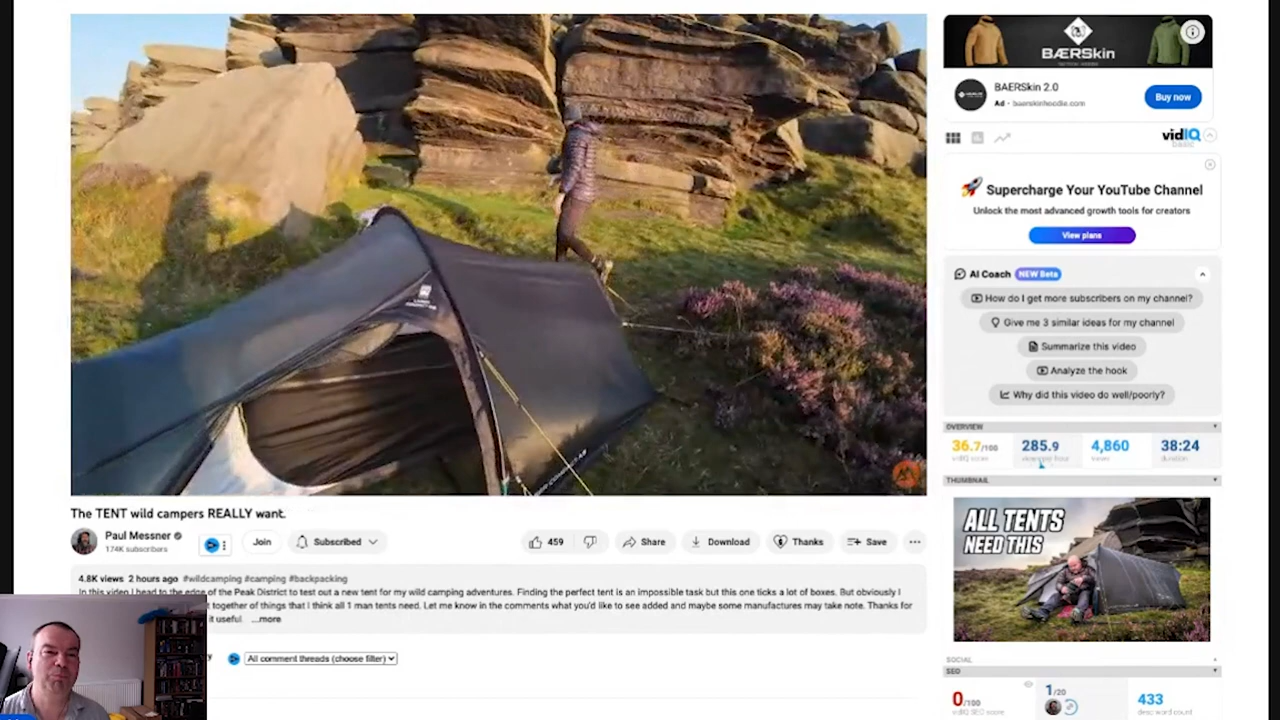 BÆRSkin
BAERSkin 2.0
Ad · baerskinhoodie.com
Buy now
vidIQ
basic
Supercharge Your YouTube Channel
Unlock the most advanced growth tools for creators
View plans
AI Coach NEW Beta
How do I get more subscribers on my channel?
Give me 3 similar ideas for my channel
Summarize this video
Analyze the hook
Why did this video do well/poorly?
OVERVIEW
36.7/100 285.9 4,860 38:24
vidIQ score views per hour views duration
THUMBNAIL
ALL TENTS
NEED THIS
SOCIAL
SEO
0/100 1/20 433
vidIQ SEO score desc word count
The TENT wild campers REALLY want.
Paul Messner
174K subscribers
Join Subscribed 459 Share Download Thanks Save
4.8K views 2 hours ago #wildcamping #camping #backpacking
In this video I head to the edge of the Peak District to test out a new tent for my wild camping adventures. Finding the perfect tent is an impossible task but this one ticks a lot of boxes. But obviously I
together of things that I think all 1 man tents need. Let me know in the comments what you'd like to see added and maybe some manufactures may take note. Thanks for
it useful ...more
All comment threads (choose filter)